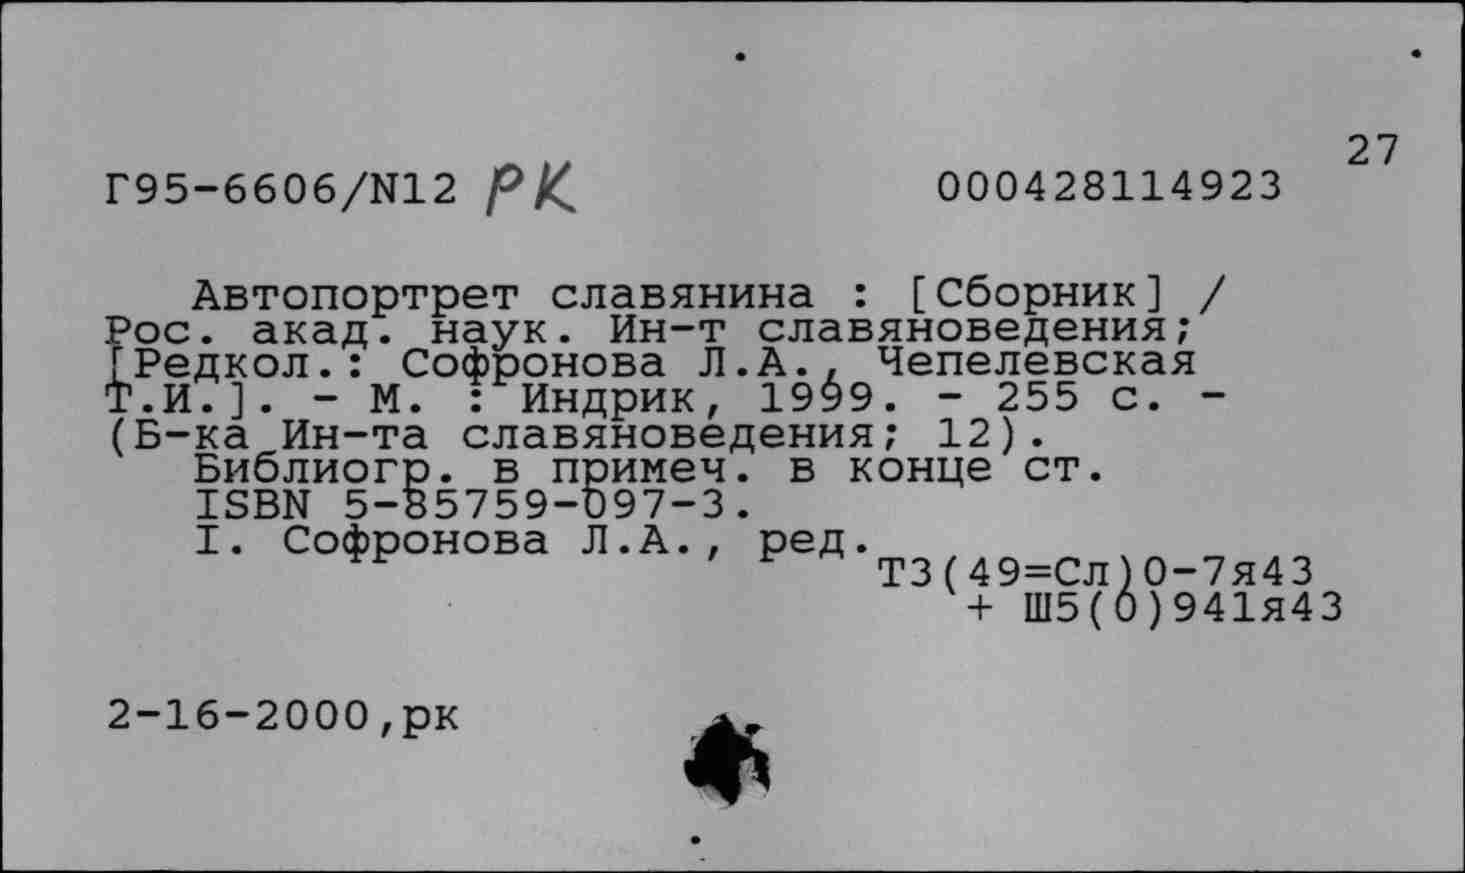 27
Г95-6606/N12 РК 000428114923
Автопортрет славянина : [Сборник] /
Рос. акад. наук. Ин-т славяноведения;
[Редкол.: Софронова Л.А., Чепелевская
Т.И.]. - М. : Индрик, 1999. - 255 с. -
(Б-ка Ин-та славяноведения; 12).
Библиогр. в примеч. в конце ст.
ISBN 5-85759-097-3.
I. Софронова Л.А., ред.
Т3(49=Сл)0-7я43
+ Ш5(0)941я43
2-16-2000,рк